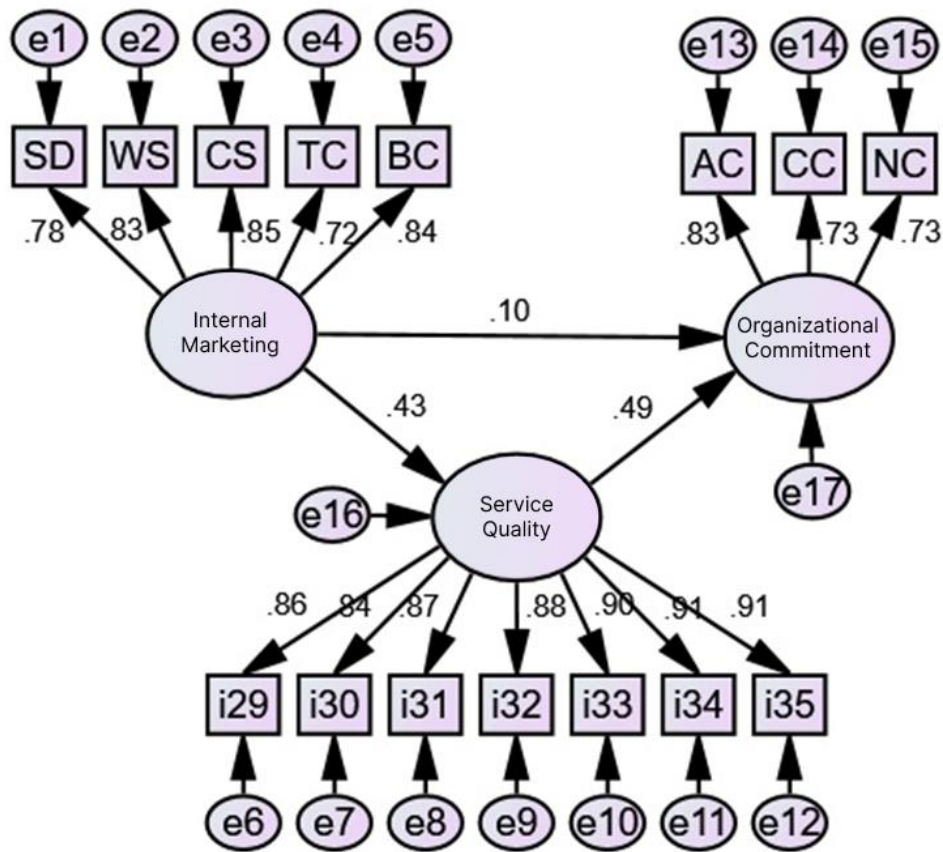 e1 e2 e3 e4 e5 e13 e14 e15
SD WS CS TC BC AC CC NC
.78 .83 .85 .72 .84 .83 .73 .73
Internal
Marketing
.10
Organizational
Commitment
.43 .49
e16
Service
Quality
e17
.86 .84 .87 .88 .90 .91 .91
i29 i30 i31 i32 i33 i34 i35
e6 e7 e8 e9 e10 e11 e12